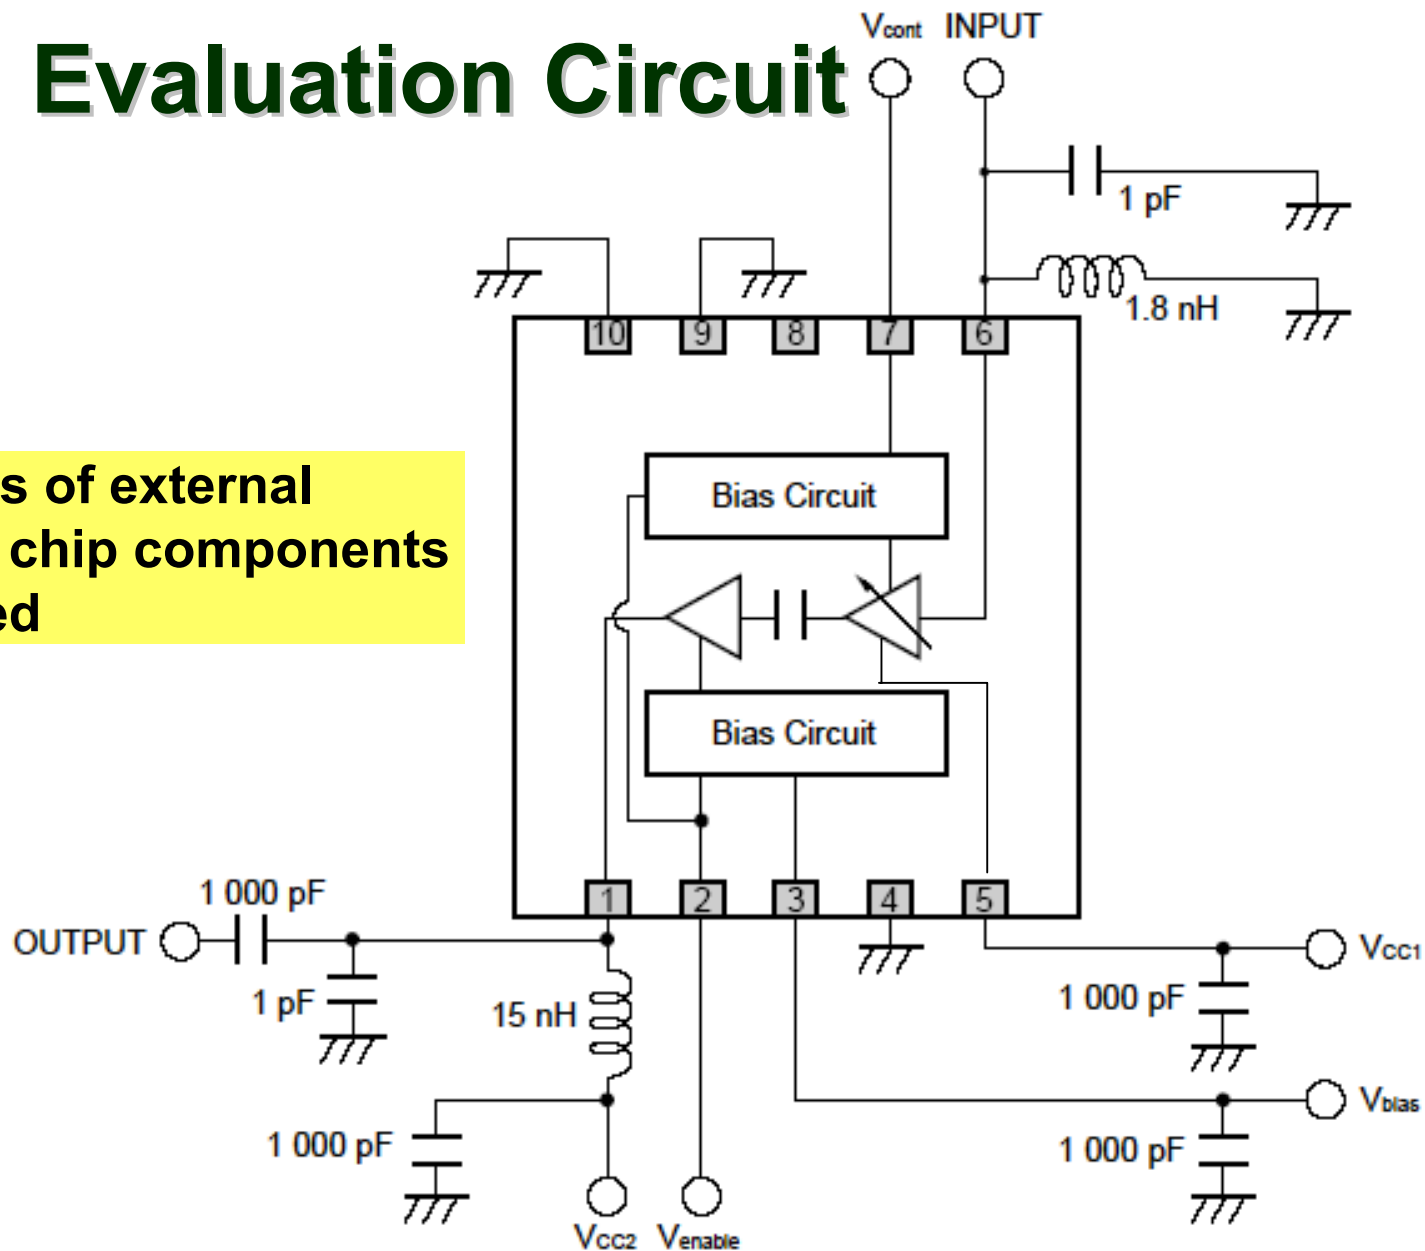 Evaluation Circuit
Vcont INPUT
1 pF
1.8 nH
10 9 8 7 6
Bias Circuit
s of external
chip components
ed
Bias Circuit
1 2 3 4 5
1 000 pF
OUTPUT
1 pF
15 nH
1 000 pF
VCC2 Venable
VCC1
1 000 pF
Vbias
1 000 pF